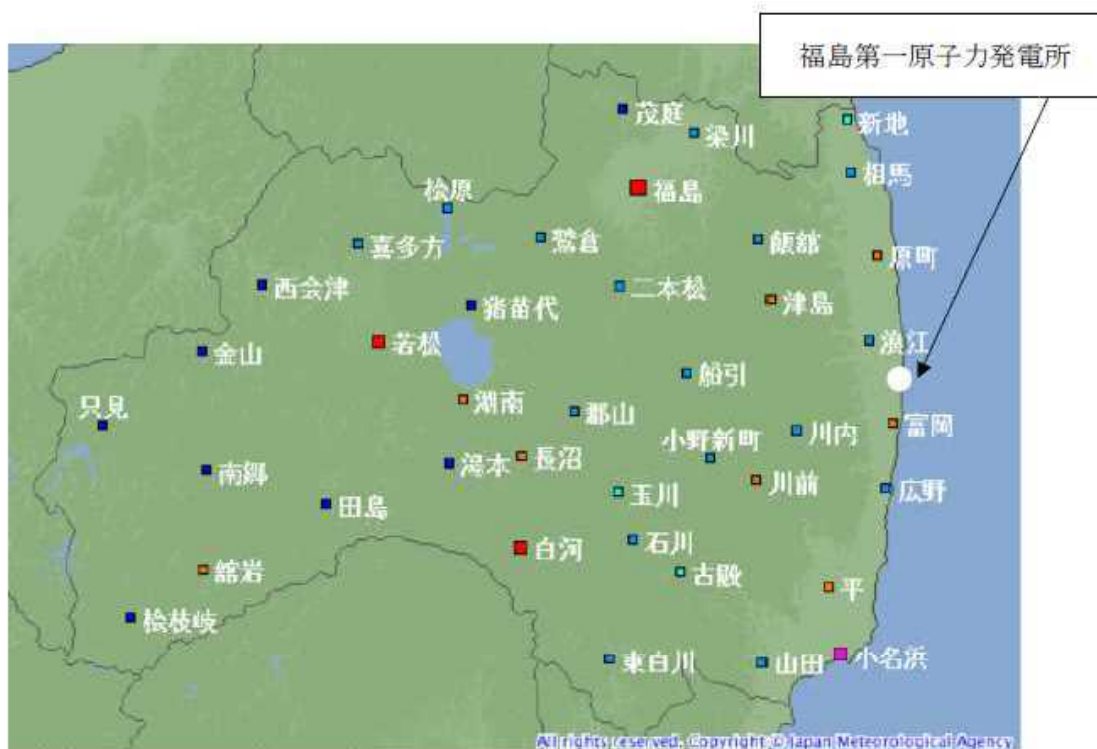 福島第一原子力発電所
茂庭
新地
梁川
相馬
福島
桧原
鷲倉
飯舘
喜多方
原町
西会津
二本松
津島
猪苗代
浪江
若松
金山
船引
湖南
只見
郡山
富岡
川内
小野新町
長沼
湯本
南郷
川前
広野
玉川
田島
石川
白河
古殿
舘岩
平
桧枝岐
小名浜
東白川
山田
All rights reserved. Copyright © Japan Meteorological Agency